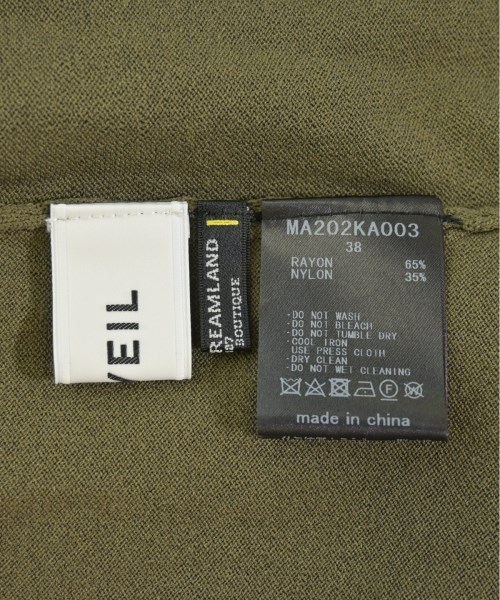 VEIL
REAMLAND
BOUTIQUE
MA202KA003
38
RAYON 65%
NYLON 35%
·DO NOT WASH
·DO NOT BLEACH
·DO NOT TUMBLE DRY
·COOL IRON
USE PRESS CLOTH
·DRY CLEAN
·DO NOT WET CLEANING
made in china